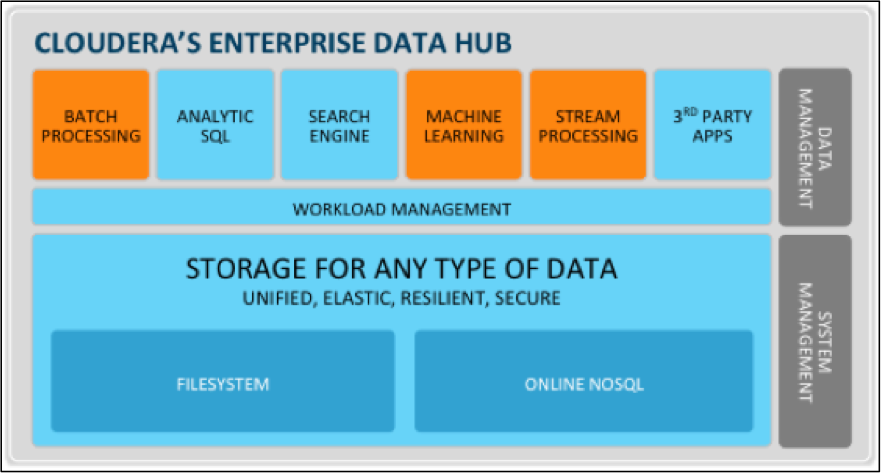 CLOUDERA’S ENTERPRISE DATA HUB
BATCH
PROCESSING
ANALYTIC
SQL
SEARCH
ENGINE
MACHINE
LEARNING
STREAM
PROCESSING
3RD PARTY
APPS
DATA
MANAGEMENT
WORKLOAD MANAGEMENT
STORAGE FOR ANY TYPE OF DATA
UNIFIED, ELASTIC, RESILIENT, SECURE
FILESYSTEM
ONLINE NOSQL
SYSTEM
MANAGEMENT